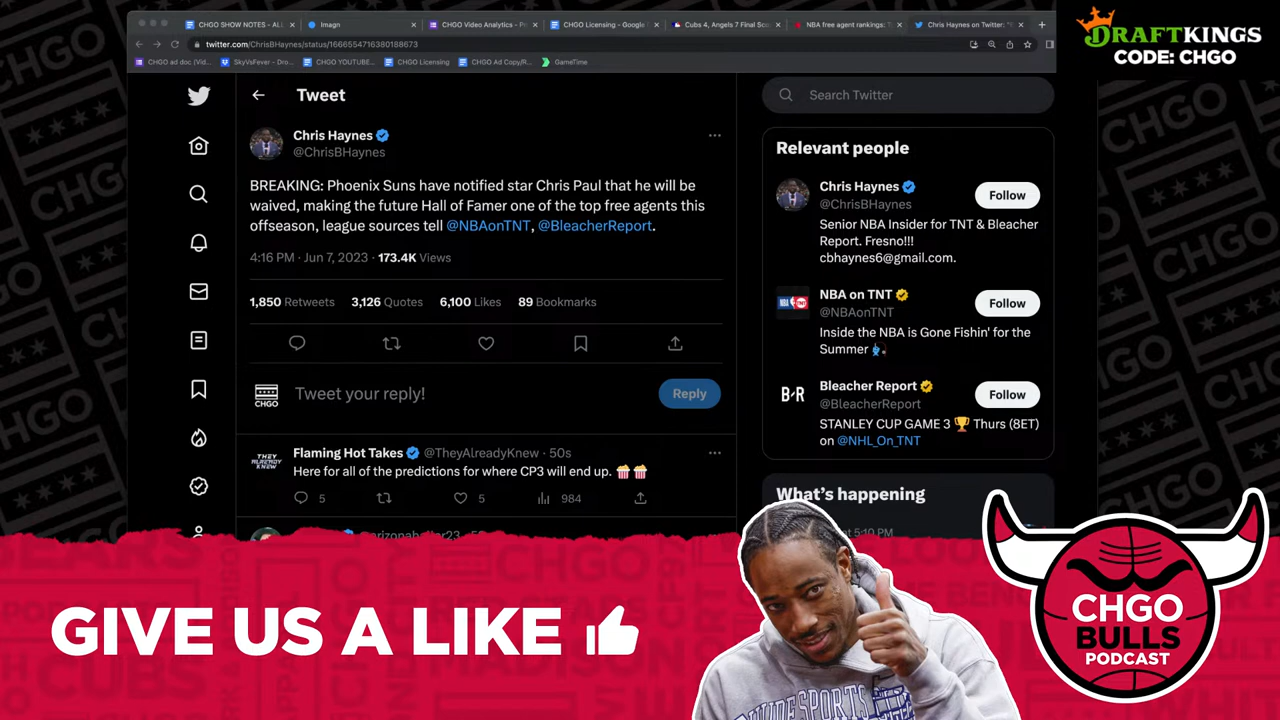 CHGO SHOW NOTES - ALL
Imagn
CHGO Video Analytics - Fr
CHGO Licensing - Google
Cubs 4, Angels 7 Final Sco
NBA free agent rankings: T
Chris Haynes on Twitter: "
twitter.com/ChrisBHaynes/status/1666554716380188673
CHGO ad doc (Vid...
SkyVsFever - Dro...
CHGO YOUTUBE...
CHGO Licensing
CHGO Ad Copy/R...
GameTime
DRAFTKINGS
CODE: CHGO
Tweet
Search Twitter
Chris Haynes
@ChrisBHaynes
BREAKING: Phoenix Suns have notified star Chris Paul that he will be
waived, making the future Hall of Famer one of the top free agents this
offseason, league sources tell @NBAonTNT, @BleacherReport.
4:16 PM · Jun 7, 2023 · 173.4K Views
1,850 Retweets 3,126 Quotes 6,100 Likes 89 Bookmarks
CHGO
Tweet your reply!
Reply
THEY
ALREADY
KNEW
Flaming Hot Takes @TheyAlreadyKnew · 50s
Here for all of the predictions for where CP3 will end up. 🍿🍿
5
5
984
Relevant people
Chris Haynes
@ChrisBHaynes
Follow
Senior NBA Insider for TNT & Bleacher
Report. Fresno!!!
cbhaynes6@gmail.com.
NBA on TNT
@NBAonTNT
Follow
Inside the NBA is Gone Fishin' for the
Summer
B/R
Bleacher Report
@BleacherReport
Follow
STANLEY CUP GAME 3 🏆 Thurs (8ET)
on @NHL_On_TNT
What's happening
GIVE US A LIKE
CHGO
BULLS
PODCAST